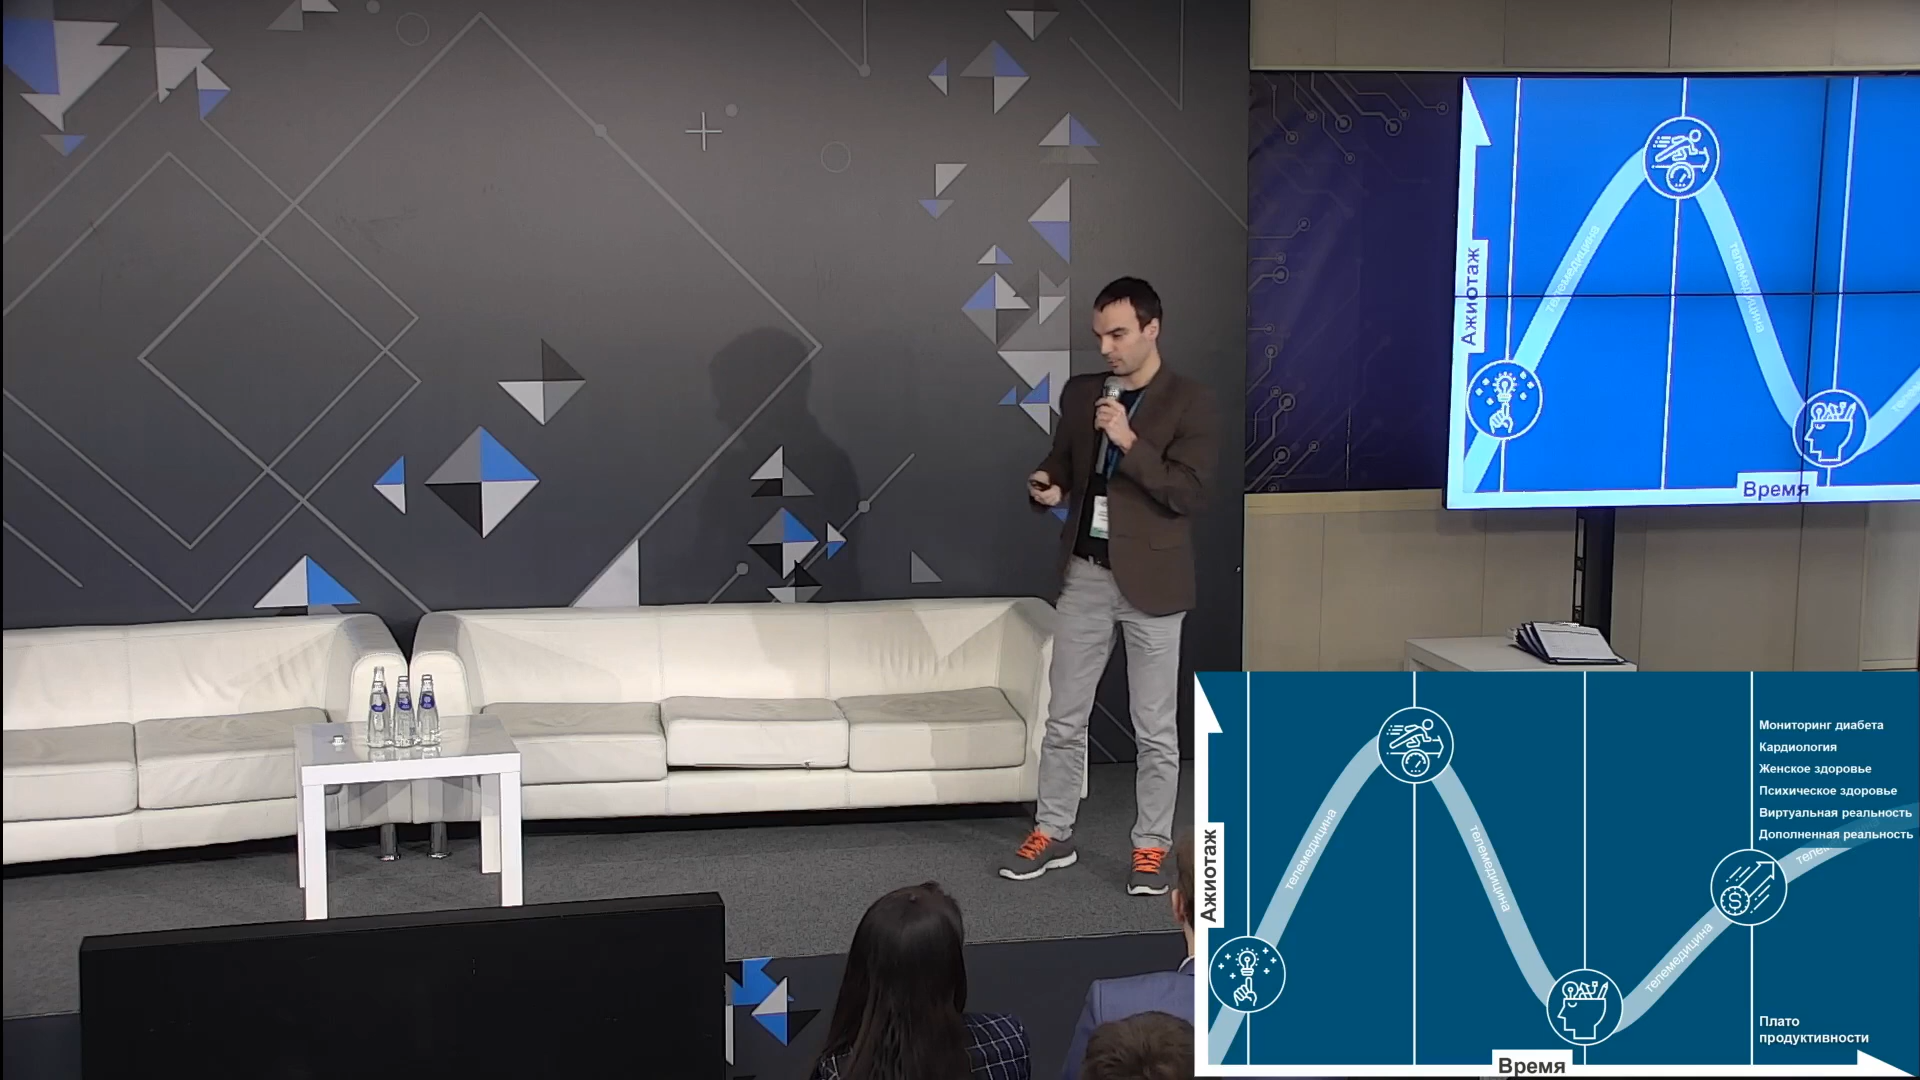 Ажиотаж
телемедицина
телемедицина
Время
Мониторинг диабета
Кардиология
Женское здоровье
Психическое здоровье
Виртуальная реальность
Дополненная реальность
Ажиотаж
телемедицина
телемедицина
телемедицина
Плато
продуктивности
Время